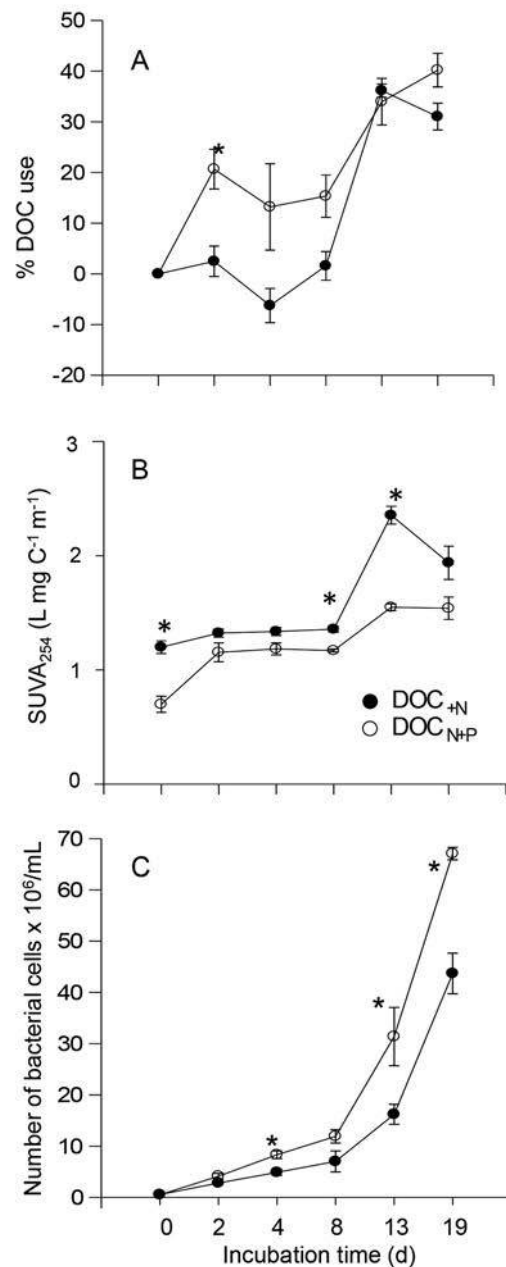 50
A
40
30
*
20
% DOC use
10
0
-10
-20
3
B
*
2
SUVA254 (L mg C-1 m-1)
*
*
1
DOC+N
DOCN+P
0
70
C
*
60
50
Number of bacterial cells x 10⁶/mL
40
*
30
20
*
10
0
0 2 4 8 13 19
Incubation time (d)